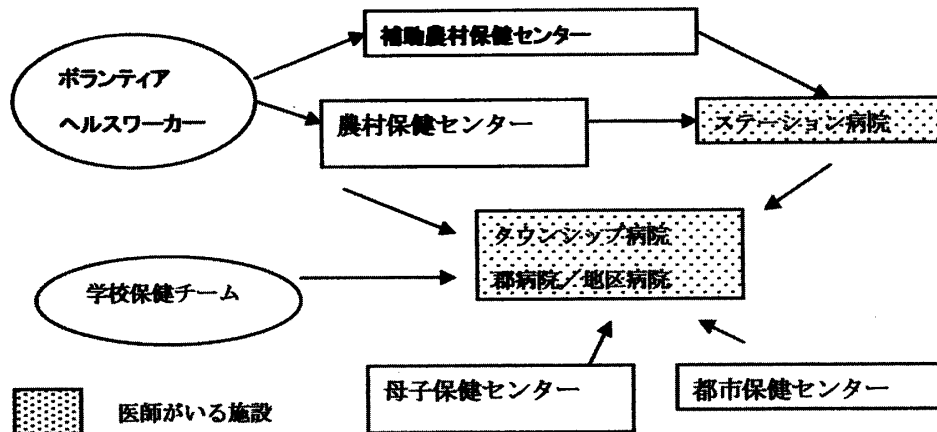 補助農村保健センター
ボランティア
ヘルスワーカー
農村保健センター
ステーション病院
タウンシップ病院
郡病院／地区病院
学校保健チーム
母子保健センター
都市保健センター
医師がいる施設